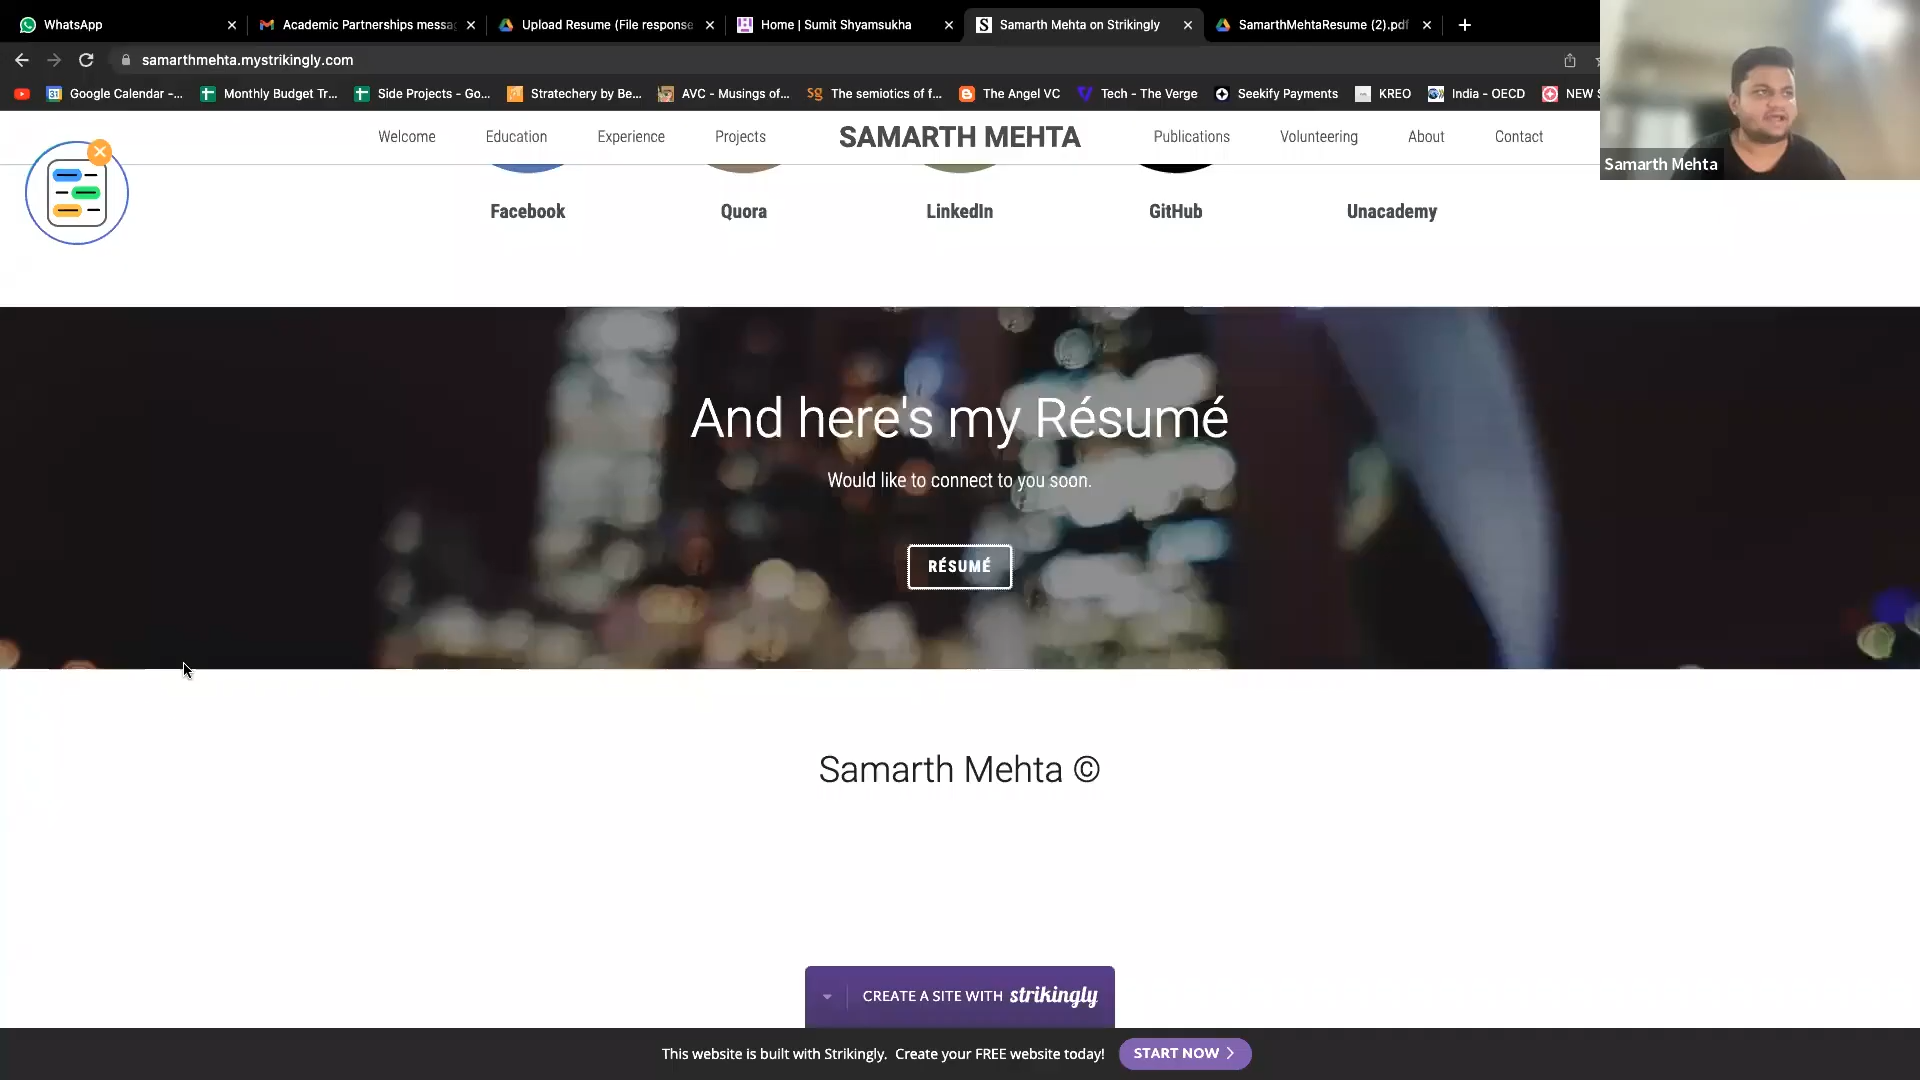 WhatsApp
Academic Partnerships messa
Upload Resume (File response
Home | Sumit Shyamsukha
S
Samarth Mehta on Strikingly
SamarthMehtaResume (2).pdf
samarthmehta.mystrikingly.com
31
Google Calendar -...
Monthly Budget Tr...
Side Projects - Go...
Stratechery by Be...
AVC - Musings of...
sg
The semiotics of f...
The Angel VC
Tech - The Verge
Seekify Payments
KREO
India - OECD
NEW
Samarth Mehta
Welcome
Education
Experience
Projects
SAMARTH MEHTA
Publications
Volunteering
About
Contact
Facebook
Quora
LinkedIn
GitHub
Unacademy
And here's my Résumé
Would like to connect to you soon.
RÉSUMÉ
Samarth Mehta ©
CREATE A SITE WITH strikingly
This website is built with Strikingly. Create your FREE website today!
START NOW